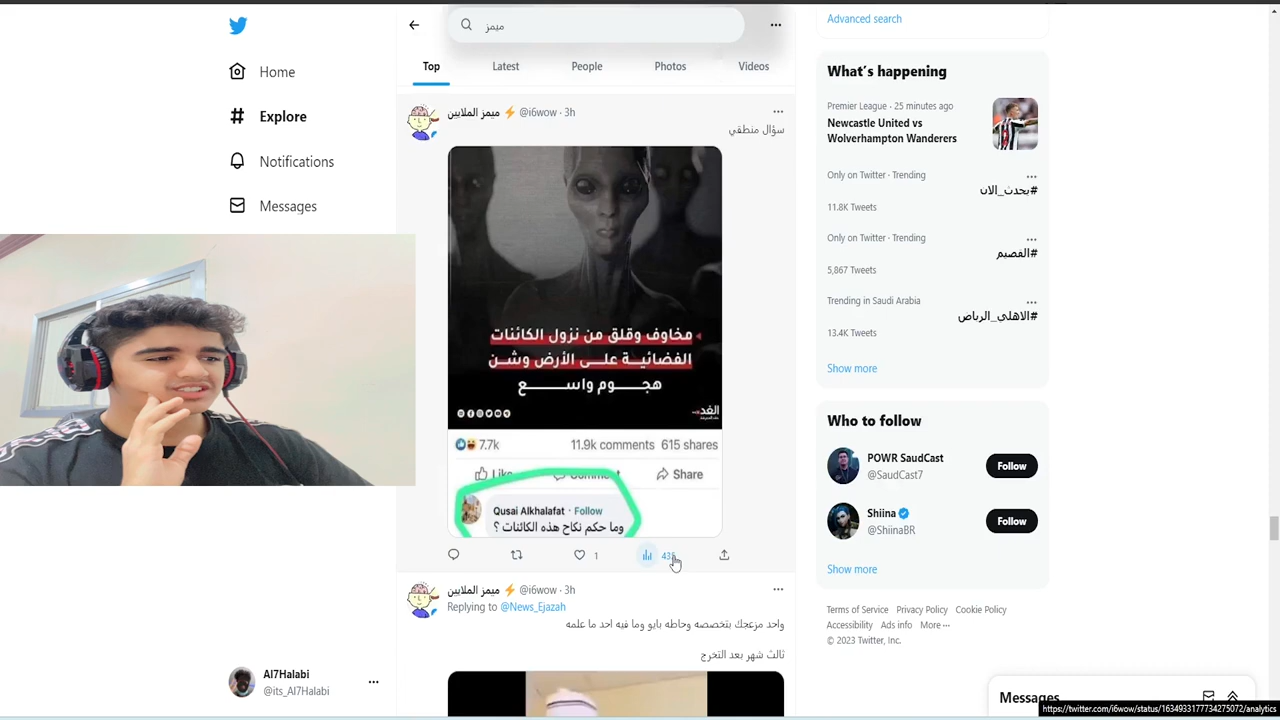 Home
Explore
Notifications
Messages
Al7Halabi
@its_Al7Halabi
ميمز
Top
Latest
People
Photos
Videos
ميمز الملايين @i6wow · 3h
سؤال منطقي
مخاوف وقلق من نزول الكائنات
الفضائية على الأرض وشن
هجوم واسع
الغد
7.7k
11.9k comments 615 shares
Like
Comment
Share
Qusai Alkhalafat · Follow
وما حكم نكاح هذه الكائنات ؟
1
ميمز الملايين @i6wow · 3h
Replying to @News_Ejazah
واحد مزعجك بتخصصه وحاطه بايو وما فيه احد ما علمه
ثالث شهر بعد التخرج
Advanced search
What's happening
Premier League · 25 minutes ago
Newcastle United vs
Wolverhampton Wanderers
Only on Twitter · Trending
#يحدث_الان
11.8K Tweets
Only on Twitter · Trending
#القصيم
5,867 Tweets
Trending in Saudi Arabia
#الاهلي_الرياض
13.4K Tweets
Show more
Who to follow
POWR SaudCast
@SaudCast7
Follow
Shiina
@ShiinaBR
Follow
Show more
Terms of Service Privacy Policy Cookie Policy
Accessibility Ads info More
© 2023 Twitter, Inc.
Messages
https://twitter.com/i6wow/status/1634933177734275072/analytics